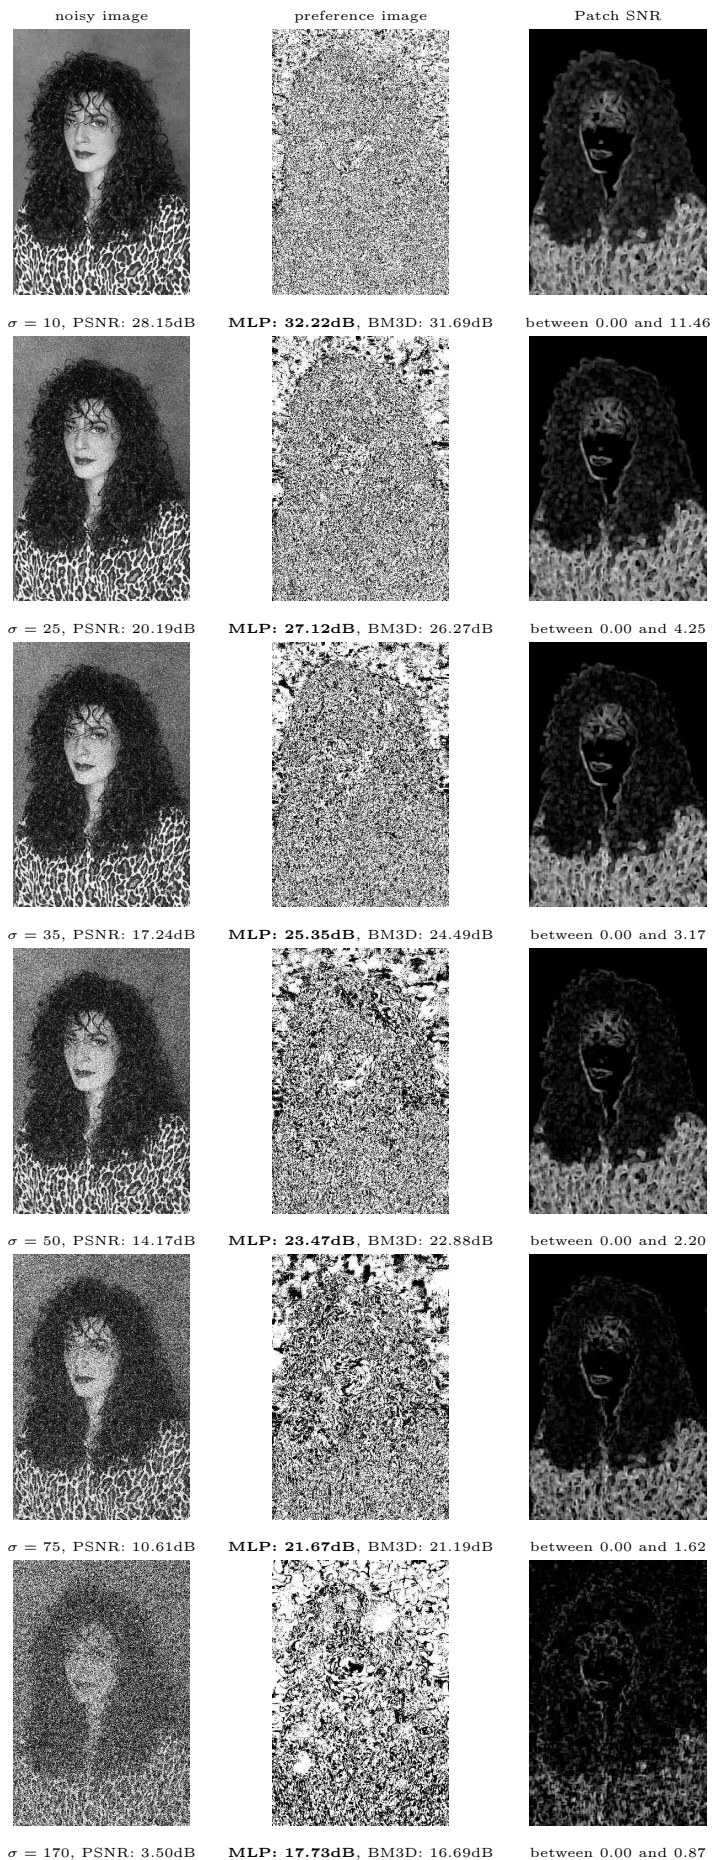 noisy image preference image Patch SNR
σ = 10, PSNR: 28.15dB MLP: 32.22dB, BM3D: 31.69dB between 0.00 and 11.46
σ = 25, PSNR: 20.19dB MLP: 27.12dB, BM3D: 26.27dB between 0.00 and 4.25
σ = 35, PSNR: 17.24dB MLP: 25.35dB, BM3D: 24.49dB between 0.00 and 3.17
σ = 50, PSNR: 14.17dB MLP: 23.47dB, BM3D: 22.88dB between 0.00 and 2.20
σ = 75, PSNR: 10.61dB MLP: 21.67dB, BM3D: 21.19dB between 0.00 and 1.62
σ = 170, PSNR: 3.50dB MLP: 17.73dB, BM3D: 16.69dB between 0.00 and 0.87